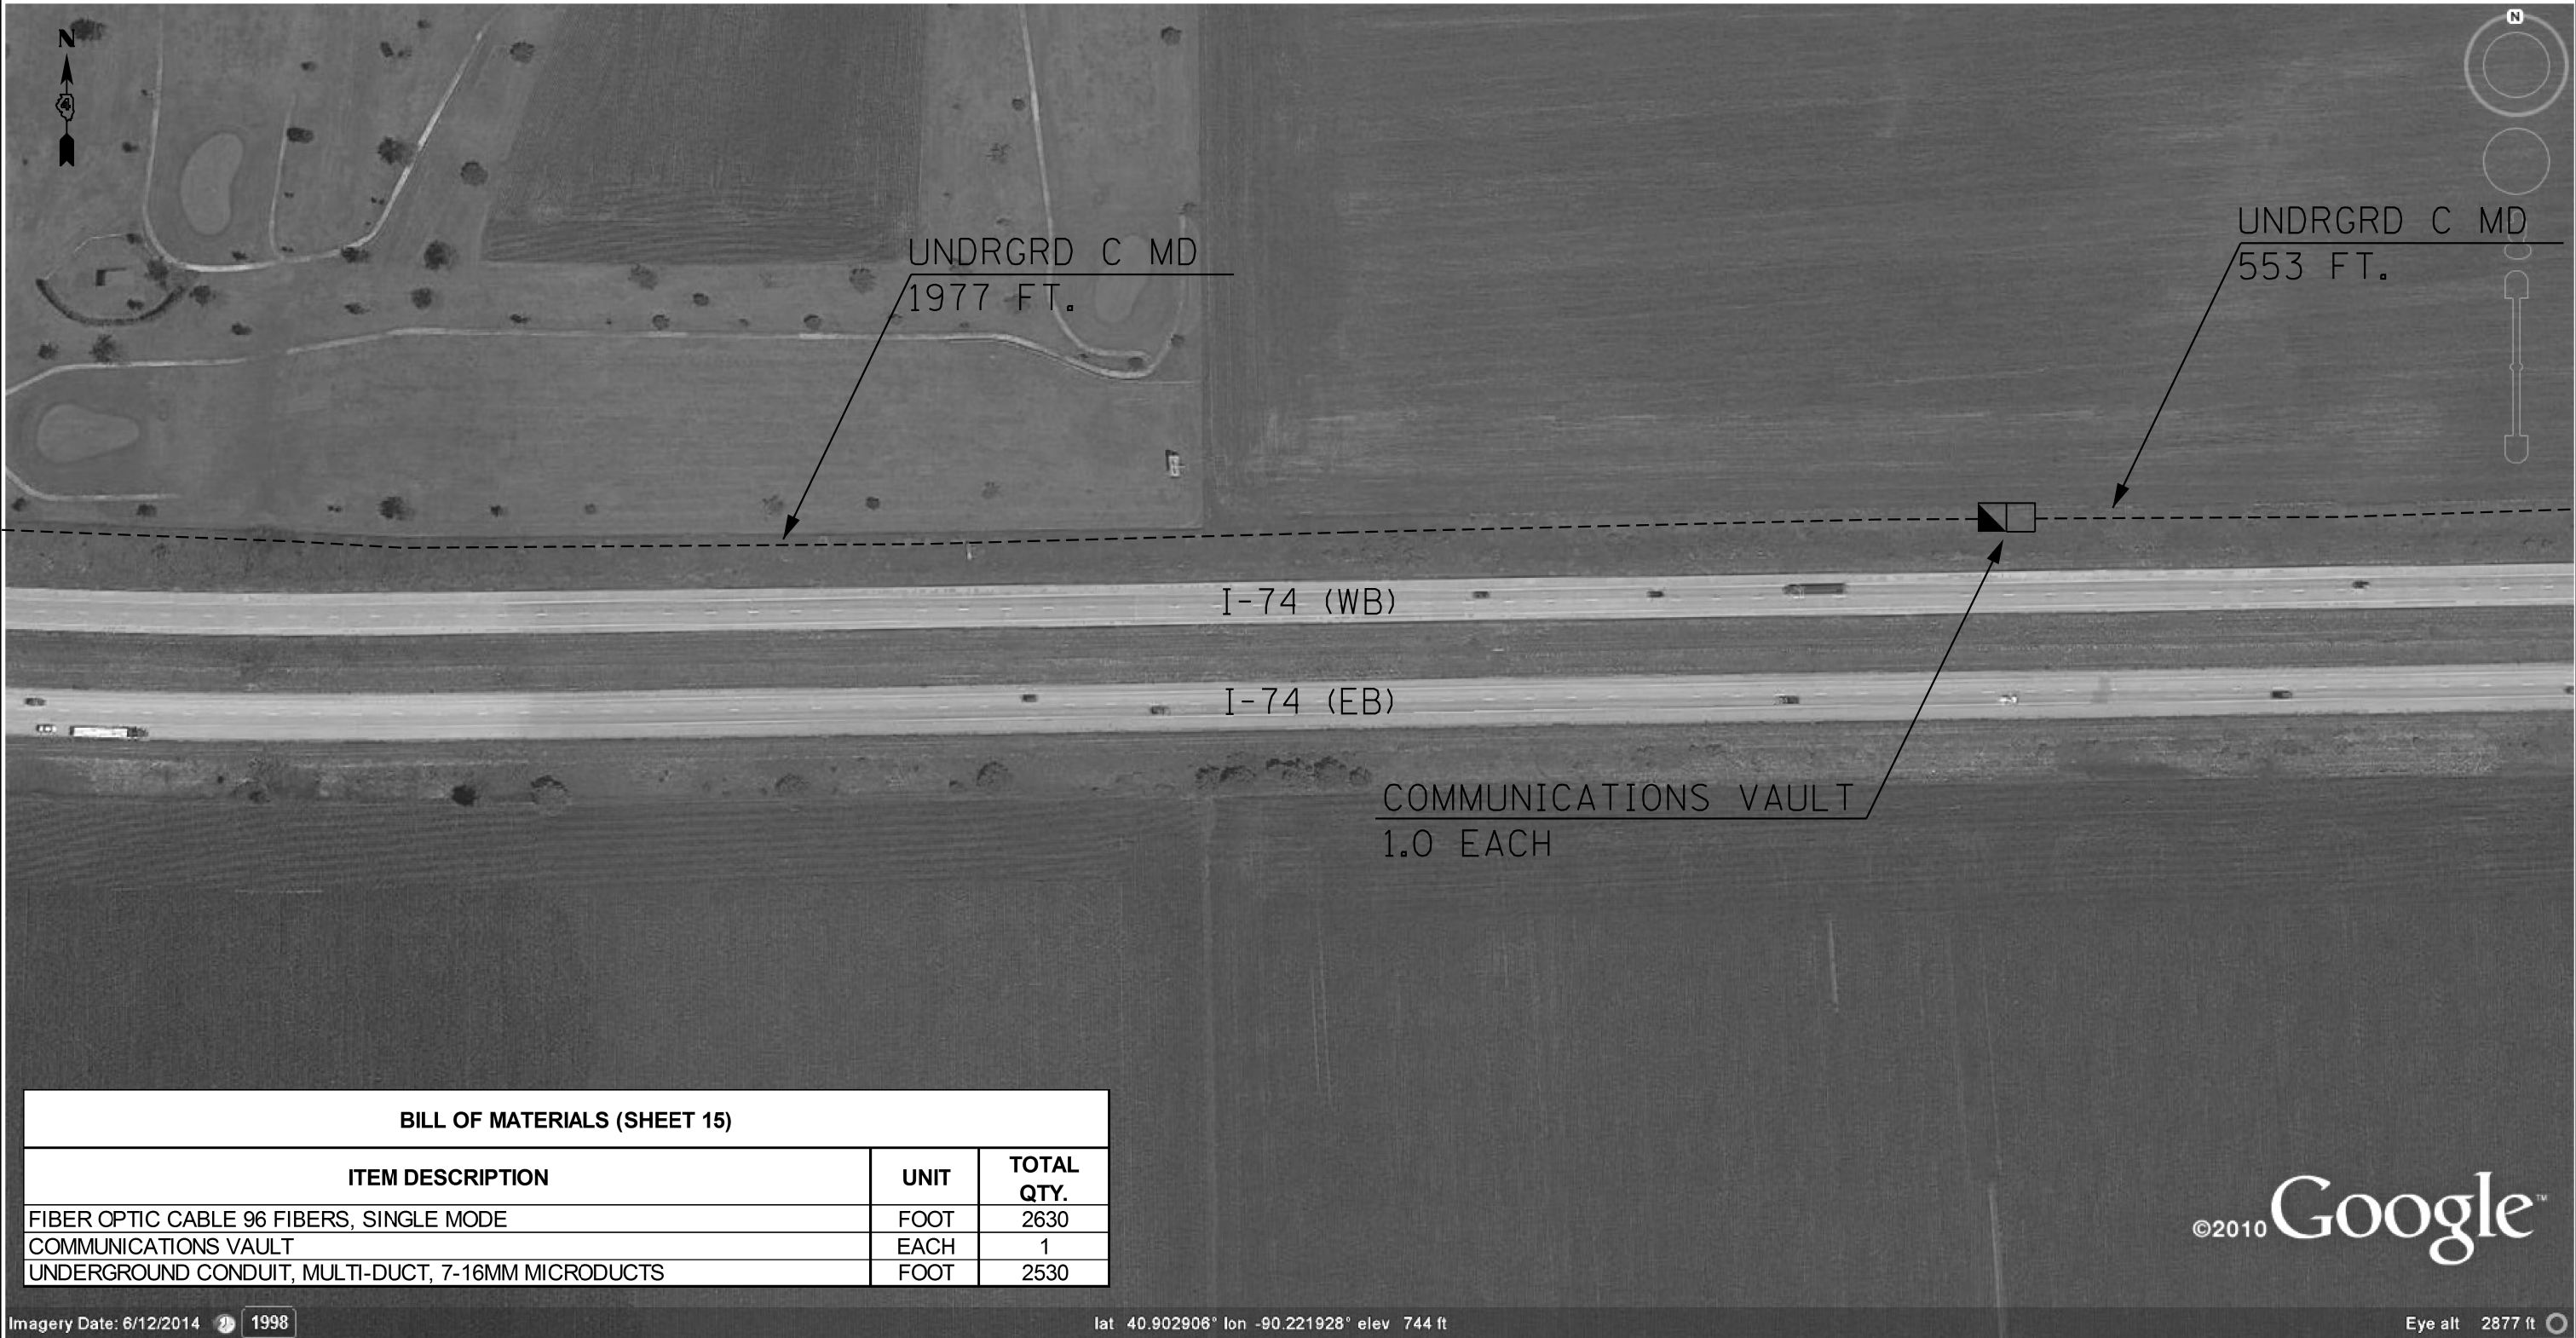 N
N
4
UNDRGRD C MD
1977 FT.
UNDRGRD C MD
553 FT.
I-74 (WB)
I-74 (EB)
COMMUNICATIONS VAULT
1.0 EACH
BILL OF MATERIALS (SHEET 15)
ITEM DESCRIPTION UNIT TOTAL QTY.
FIBER OPTIC CABLE 96 FIBERS, SINGLE MODE FOOT 2630
COMMUNICATIONS VAULT EACH 1
UNDERGROUND CONDUIT, MULTI-DUCT, 7-16MM MICRODUCTS FOOT 2530
©2010 Google™
Imagery Date: 6/12/2014 1998 lat 40.902906° lon -90.221928° elev 744 ft Eye alt 2877 ft